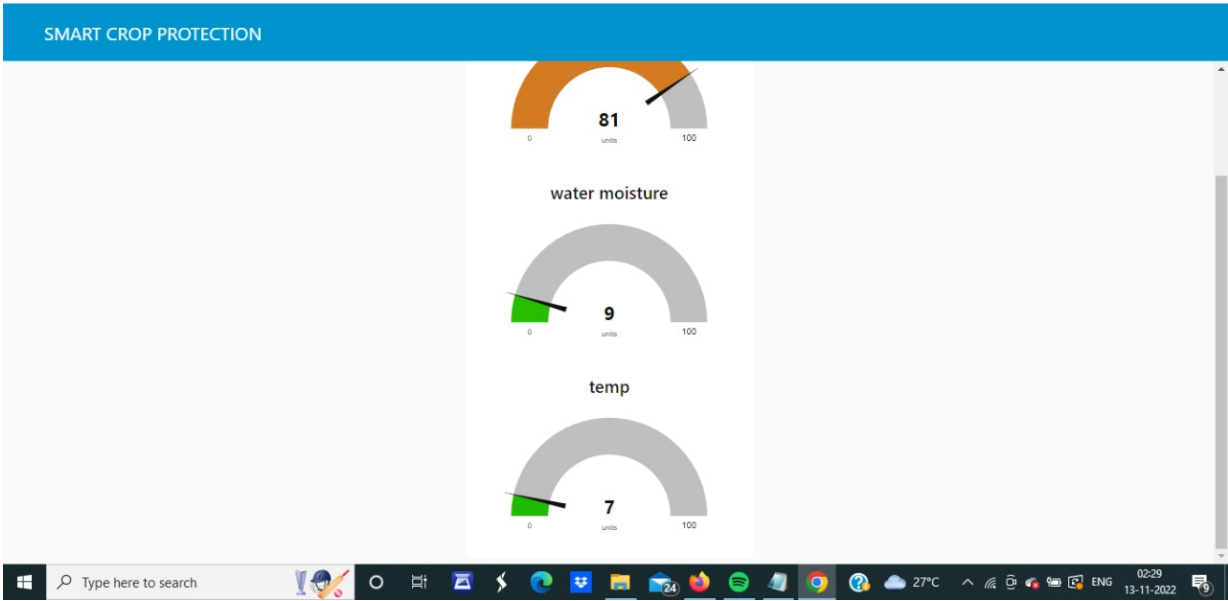 SMART CROP PROTECTION
81
0 units 100
water moisture
9
0 units 100
temp
7
0 units 100
Type here to search
24
27°C
ENG
02:29
13-11-2022
9